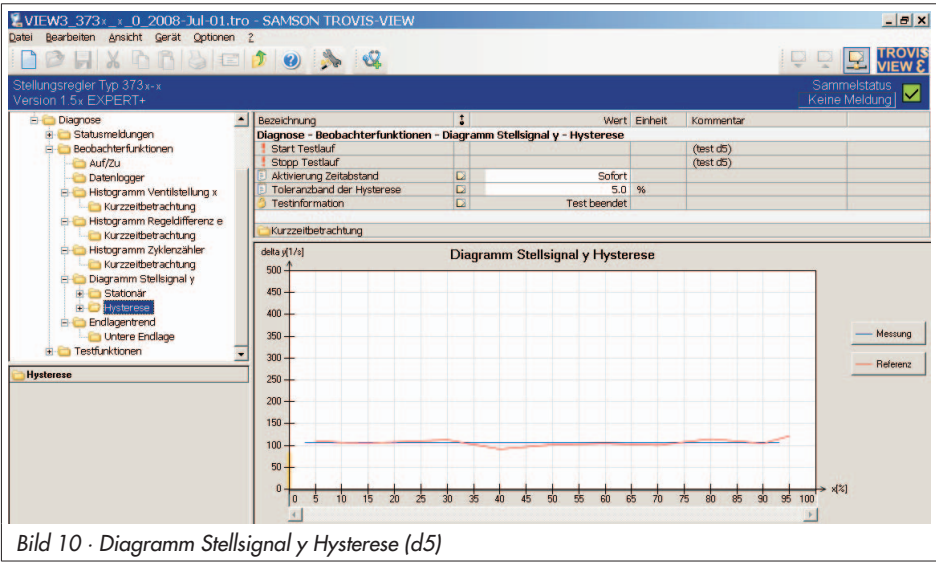 VIEW3_373x_x_0_2008-Jul-01.tro - SAMSON TROVIS-VIEW
Datei Bearbeiten Ansicht Gerät Optionen ?
TROVIS
VIEW
Stellungsregler Typ 373x-x
Version 1.5x EXPERT+
Sammelstatus
Keine Meldung
Diagnose
Statusmeldungen
Beobachterfunktionen
Auf/Zu
Datenlogger
Histogramm Ventilstellung x
Kurzzeitbetrachtung
Histogramm Regeldifferenz e
Kurzzeitbetrachtung
Histogramm Zyklenzähler
Kurzzeitbetrachtung
Diagramm Stellsignal y
Stationär
Hysterese
Endlagentrend
Untere Endlage
Testfunktionen
Hysterese
Bezeichnung Wert Einheit Kommentar
Diagnose - Beobachterfunktionen - Diagramm Stellsignal y - Hysterese
Start Testlauf (test d5)
Stopp Testlauf (test d5)
Aktivierung Zeitabstand Sofort
Toleranzband der Hysterese 5.0 %
Testinformation Test beendet
Kurzzeitbetrachtung
delta y[1/s]
Diagramm Stellsignal y Hysterese
500
450
400
350
300
250
200
150
100
50
0
0 5 10 15 20 25 30 35 40 45 50 55 60 65 70 75 80 85 90 95 100
x[%]
Messung
Referenz
Bild 10 · Diagramm Stellsignal y Hysterese (d5)